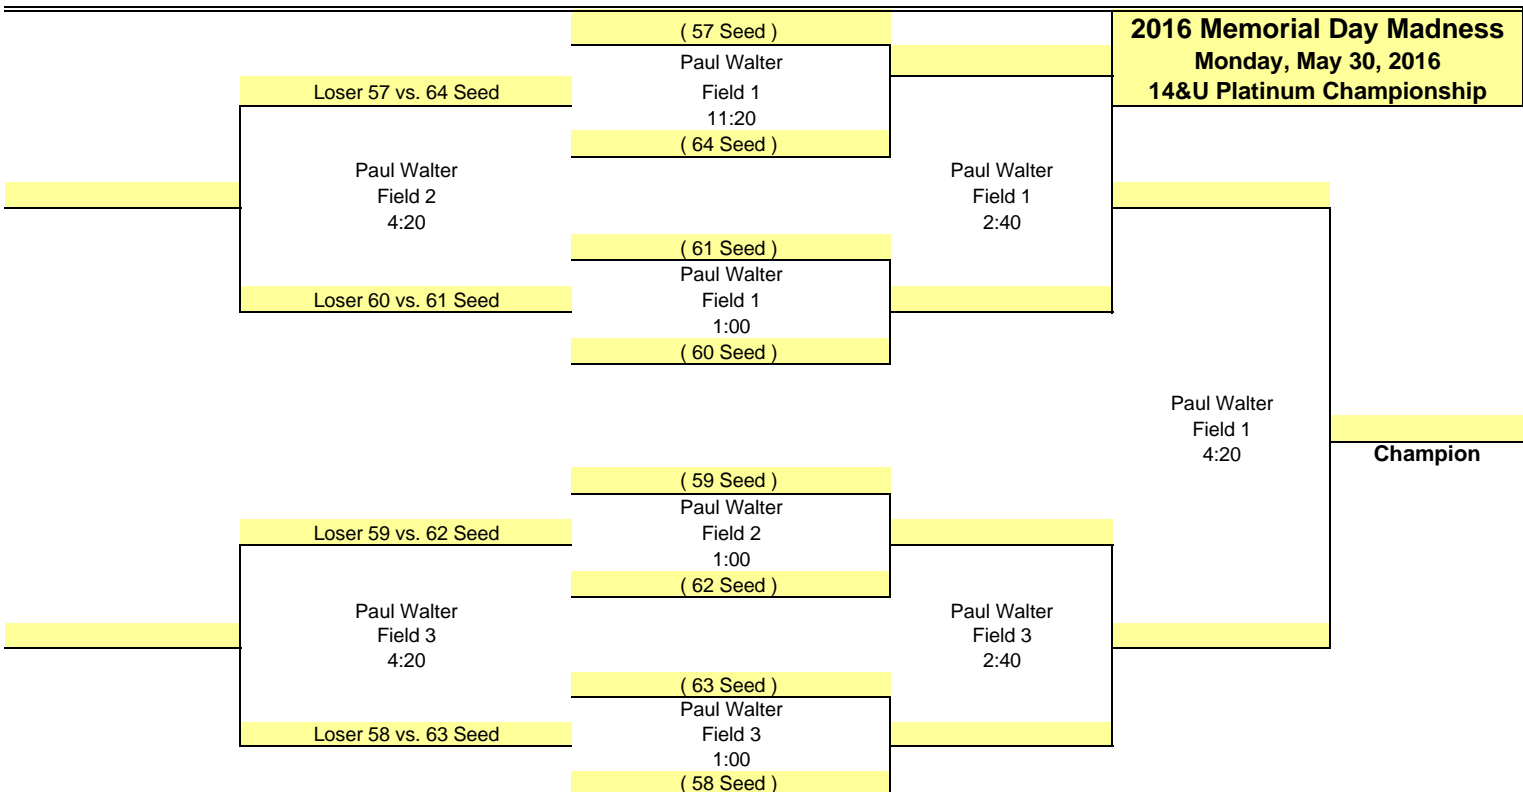 ( 57 Seed )
2016 Memorial Day Madness
Monday, May 30, 2016
14&U Platinum Championship
Paul Walter
Field 1
11:20
Loser 57 vs. 64 Seed
( 64 Seed )
Paul Walter
Field 2
4:20
Paul Walter
Field 1
2:40
( 61 Seed )
Paul Walter
Field 1
1:00
Loser 60 vs. 61 Seed
( 60 Seed )
Paul Walter
Field 1
4:20
Champion
( 59 Seed )
Paul Walter
Field 2
1:00
Loser 59 vs. 62 Seed
( 62 Seed )
Paul Walter
Field 3
4:20
Paul Walter
Field 3
2:40
( 63 Seed )
Paul Walter
Field 3
1:00
Loser 58 vs. 63 Seed
( 58 Seed )